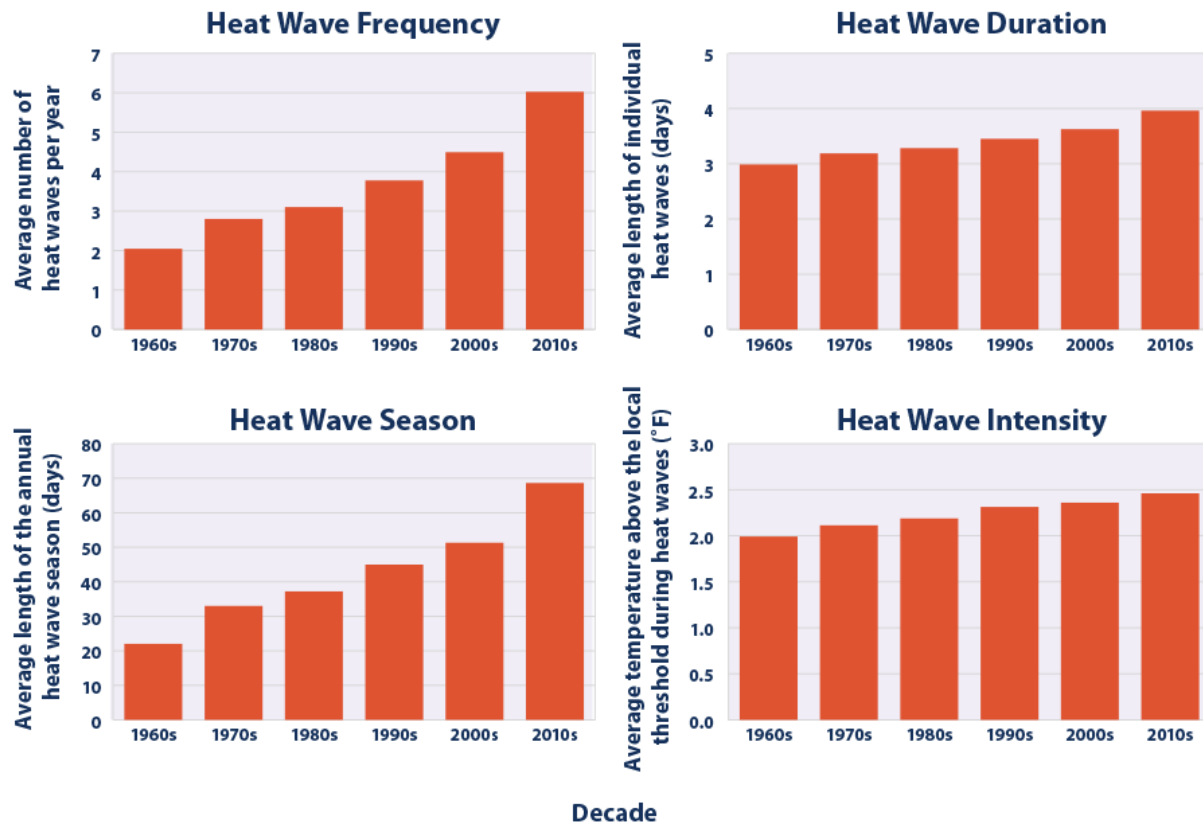 Heat Wave Frequency
Average number of
heat waves per year
7
6
5
4
3
2
1
0
1960s 1970s 1980s 1990s 2000s 2010s
Heat Wave Duration
Average length of individual
heat waves (days)
5
4
3
2
1
0
1960s 1970s 1980s 1990s 2000s 2010s
Heat Wave Season
Average length of the annual
heat wave season (days)
80
70
60
50
40
30
20
10
0
1960s 1970s 1980s 1990s 2000s 2010s
Heat Wave Intensity
Average temperature above the local
threshold during heat waves (°F)
3.0
2.5
2.0
1.5
1.0
0.5
0.0
1960s 1970s 1980s 1990s 2000s 2010s
Decade